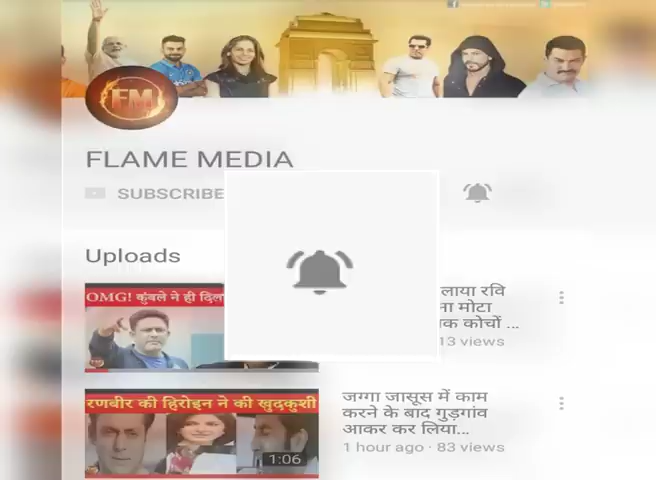 FM
FLAME MEDIA
SUBSCRIBE
Uploads
OMG! कुंबले ने ही दिल
लाया रवि
ना मोटा
क कोचों ...
13 views
रणबीर की हिरोइन ने की खुदकुशी
1:06
जग्गा जासूस में काम
करने के बाद गुड़गांव
आकर कर लिया...
1 hour ago · 83 views